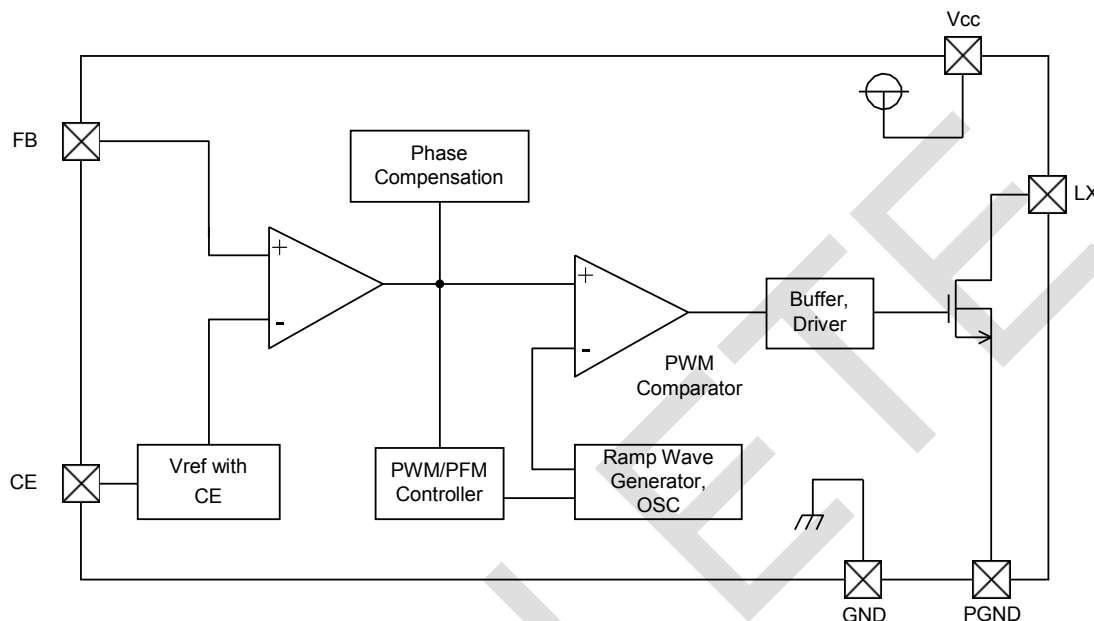 Vcc
FB
Phase
Compensation
LX
+
-
+
-
Buffer,
Driver
PWM
Comparator
CE
Vref with
CE
PWM/PFM
Controller
Ramp Wave
Generator,
OSC
GND
PGND